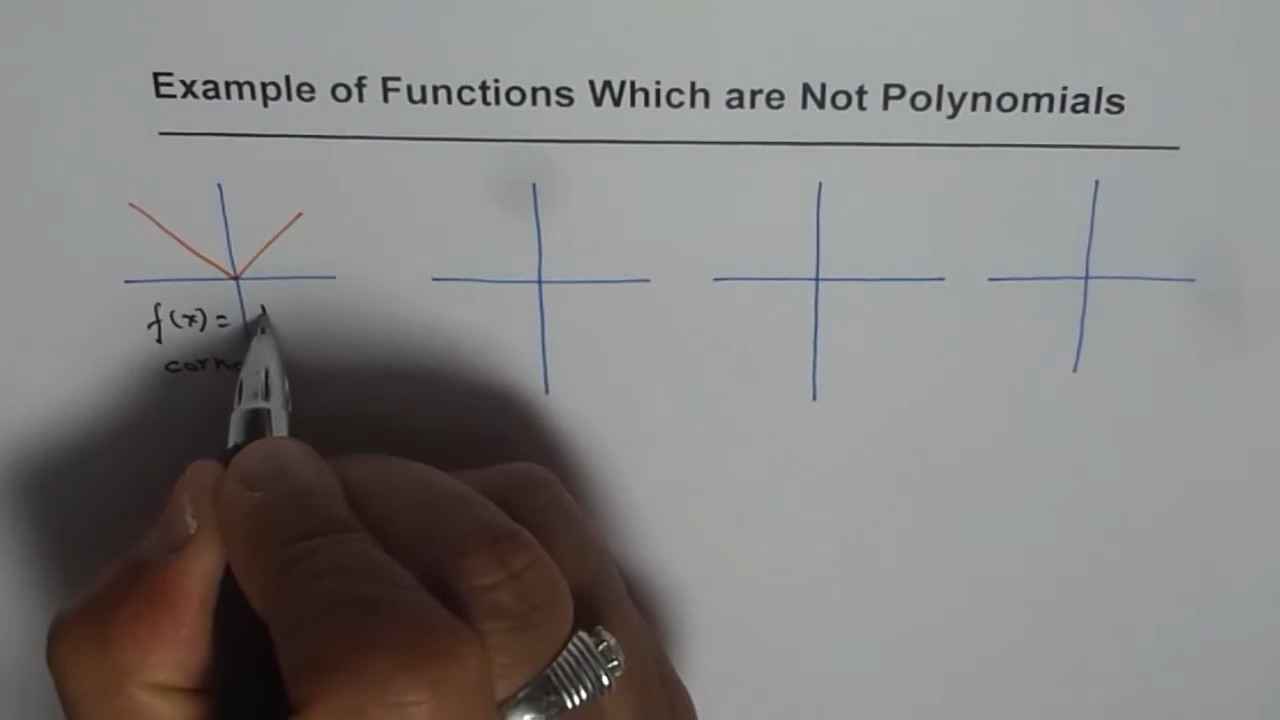 Example of Functions Which are Not Polynomials
f(x) =